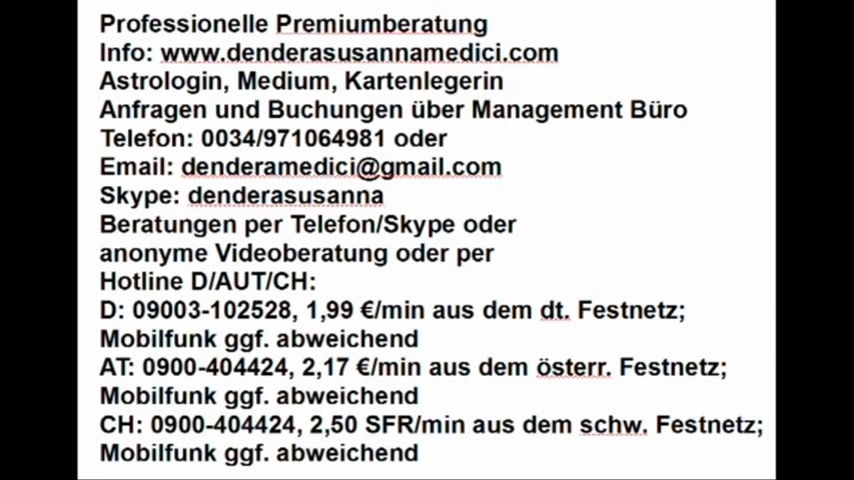 Professionelle Premiumberatung
Info: www.denderasusannamedici.com
Astrologin, Medium, Kartenlegerin
Anfragen und Buchungen über Management Büro
Telefon: 0034/971064981 oder
Email: denderamedici@gmail.com
Skype: denderasusanna
Beratungen per Telefon/Skype oder
anonyme Videoberatung oder per
Hotline D/AUT/CH:
D: 09003-102528, 1,99 €/min aus dem dt. Festnetz;
Mobilfunk ggf. abweichend
AT: 0900-404424, 2,17 €/min aus dem österr. Festnetz;
Mobilfunk ggf. abweichend
CH: 0900-404424, 2,50 SFR/min aus dem schw. Festnetz;
Mobilfunk ggf. abweichend